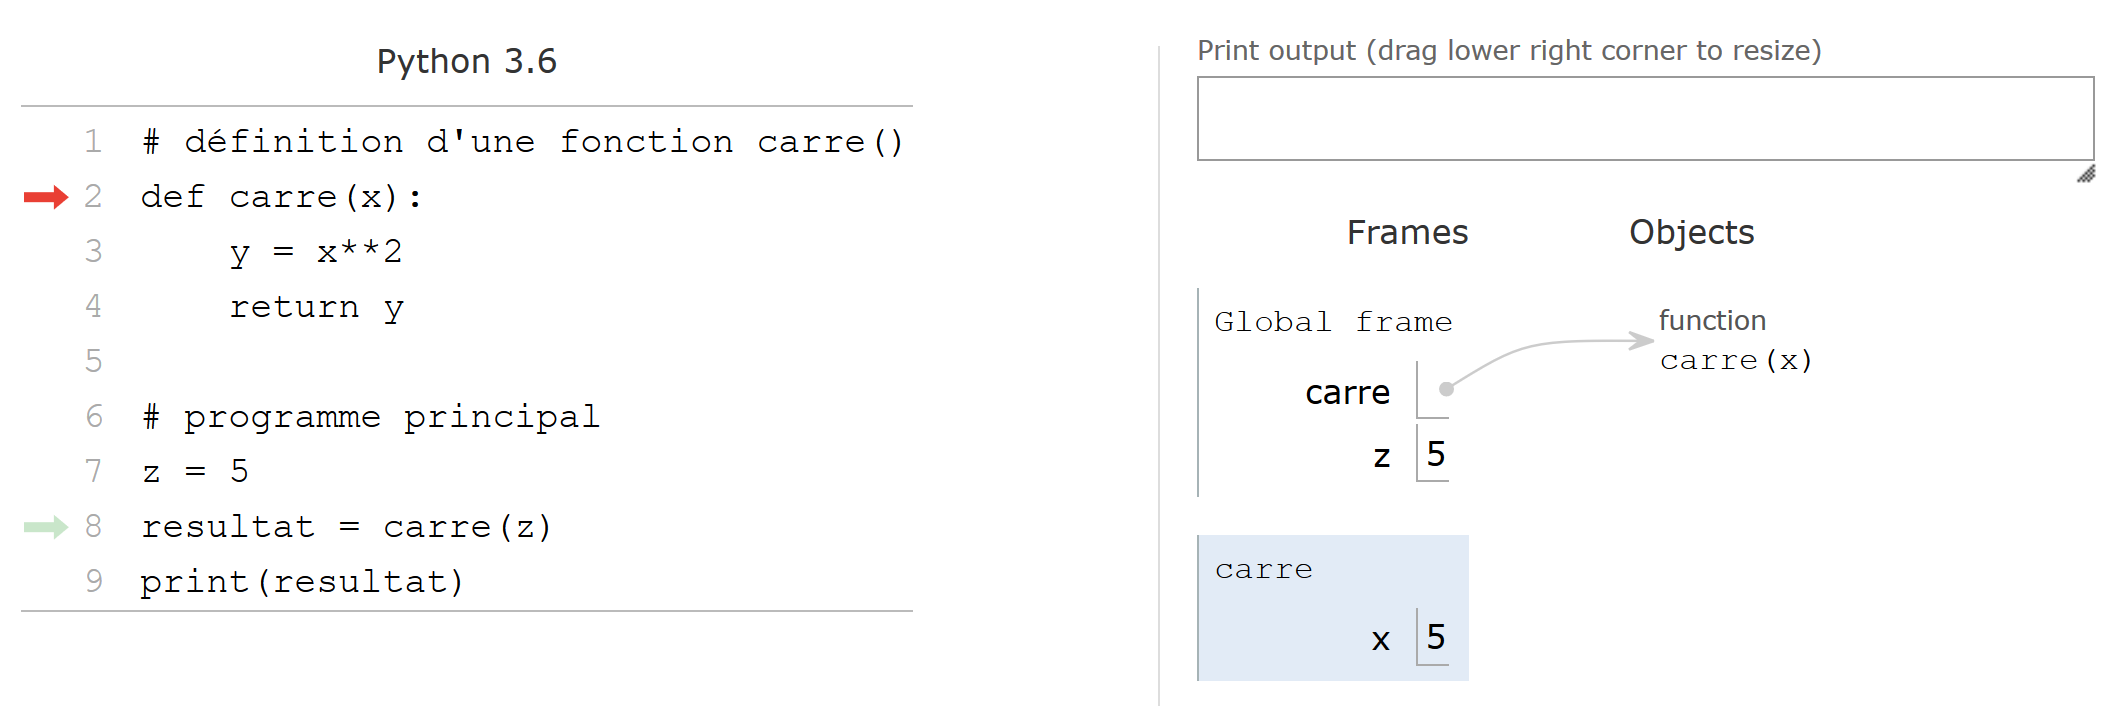 Python 3.6
1 # définition d'une fonction carre()
2 def carre(x):
3     y = x**2
4     return y
5
6 # programme principal
7 z = 5
8 resultat = carre(z)
9 print(resultat)
Print output (drag lower right corner to resize)
Frames Objects
Global frame
carre
z 5
function
carre(x)
carre
x 5